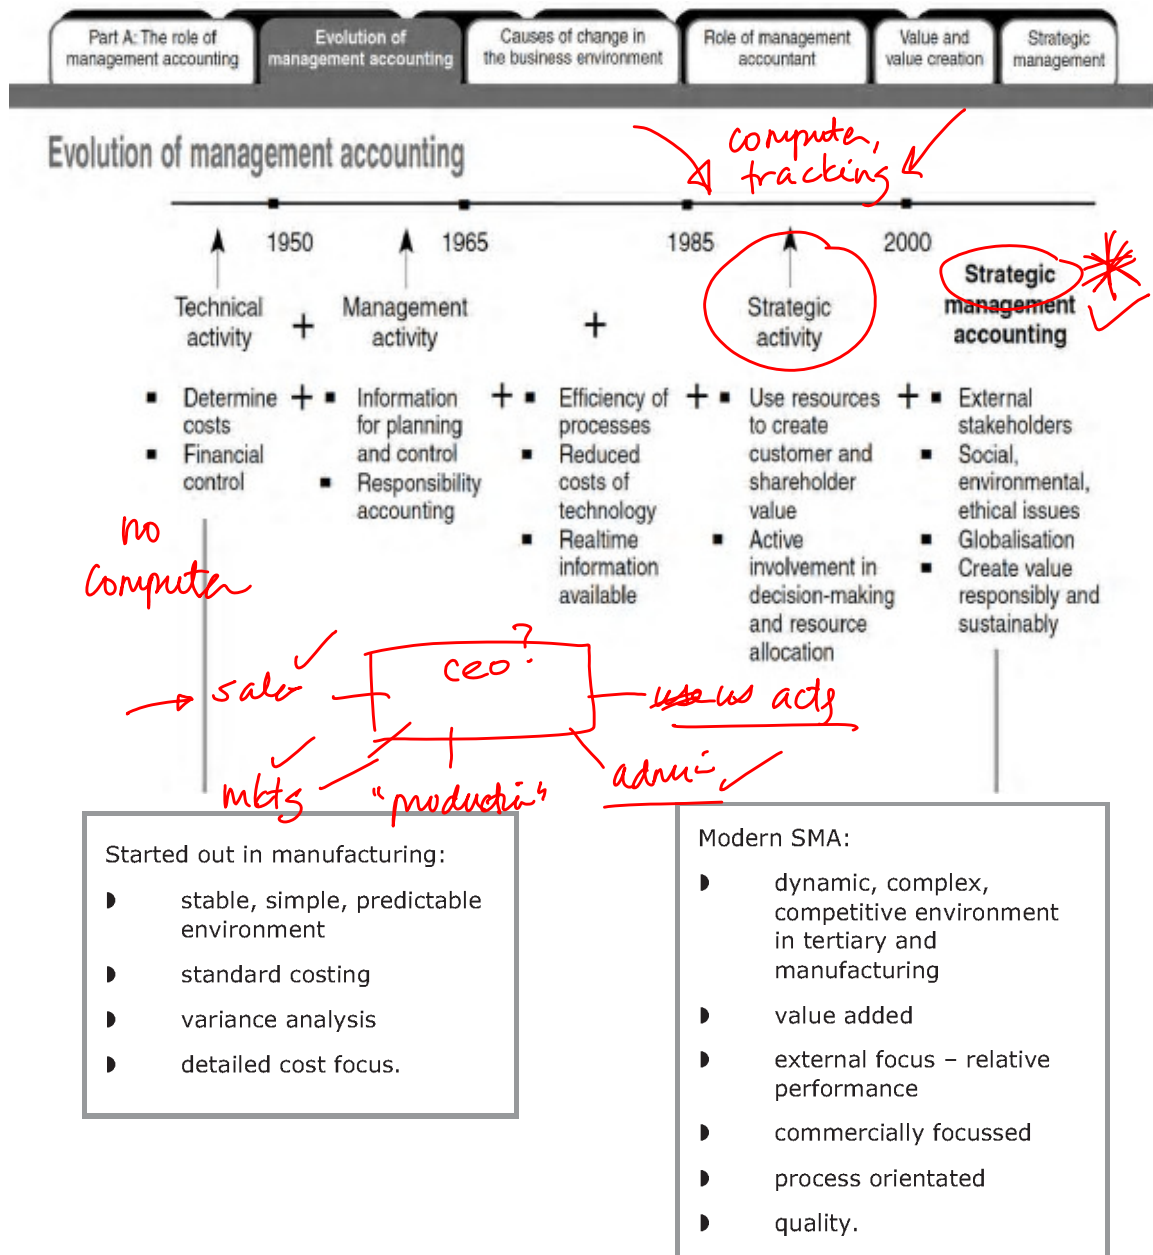 Part A: The role of
management accounting
Evolution of
management accounting
Causes of change in
the business environment
Role of management
accountant
Value and
value creation
Strategic
management
Evolution of management accounting
computer,
tracking
1950
1965
1985
2000
Technical
activity
+
Management
activity
+
Strategic
activity
Strategic
management
accounting
■ Determine
costs
■ Financial
control
+
■ Information
for planning
and control
■ Responsibility
accounting
+
■ Efficiency of
processes
■ Reduced
costs of
technology
■ Realtime
information
available
+
■ Use resources
to create
customer and
shareholder
value
■ Active
involvement in
decision-making
and resource
allocation
+
■ External
stakeholders
■ Social,
environmental,
ethical issues
■ Globalisation
■ Create value
responsibly and
sustainably
no
computer
ceo?
us
admin
mktg
"production"
Started out in manufacturing:
stable, simple, predictable
environment
standard costing
variance analysis
detailed cost focus.
Modern SMA:
dynamic, complex,
competitive environment
in tertiary and
manufacturing
value added
external focus – relative
performance
commercially focussed
process orientated
quality.